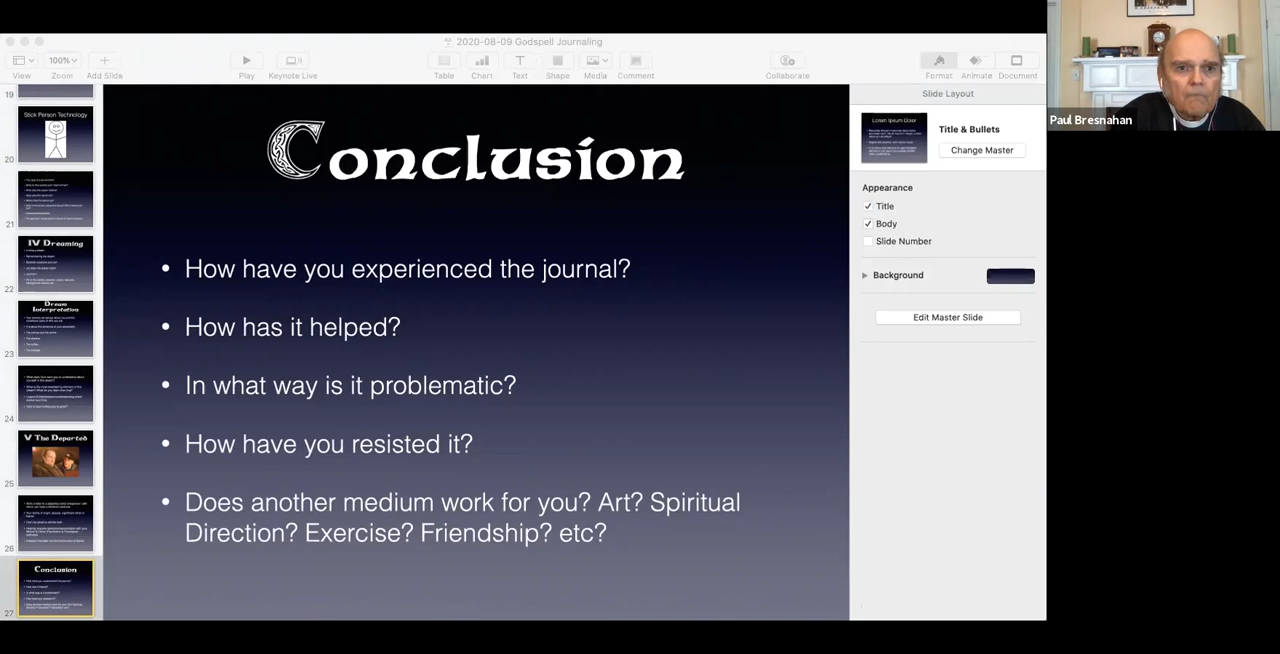 2020-08-09 Godspell Journaling
100%
View
Zoom
Add Slide
Play
Keynote Live
Table
Chart
Text
Shape
Media
Comment
Collaborate
Format
Animate
Document
19
Stick Person Technology
20
21
IV Dreaming
22
Dream
Interpretation
23
24
V The Departed
25
26
Conclusion
27
Conclusion
• How have you experienced the journal?
• How has it helped?
• In what way is it problematic?
• How have you resisted it?
• Does another medium work for you? Art? Spiritual
Direction? Exercise? Friendship? etc?
Slide Layout
Lorem Ipsum Dolor
Title & Bullets
Change Master
Appearance
Title
Body
Slide Number
Background
Edit Master Slide
Paul Bresnahan